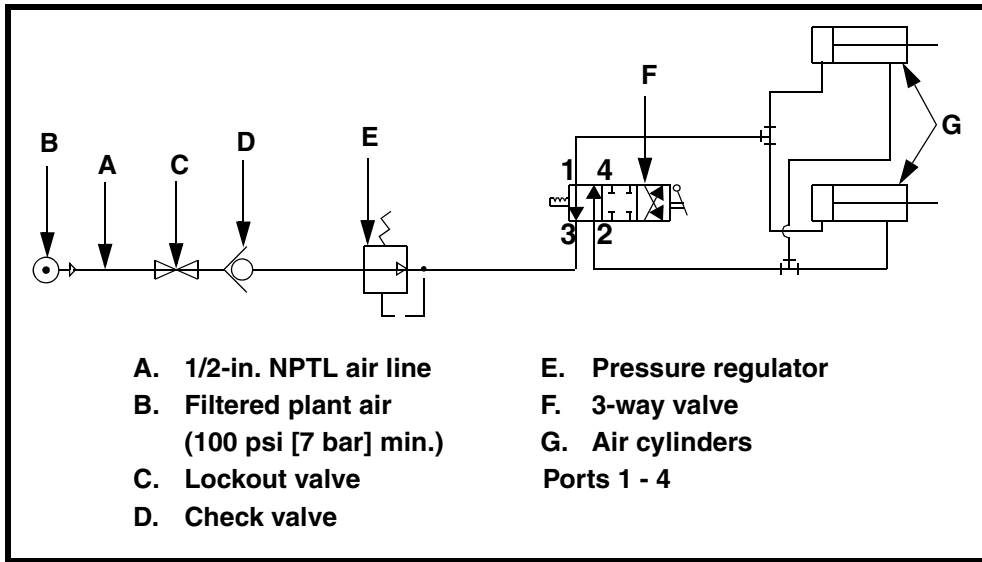 F
G
B
A
C
D
E
1 4
3 2
A. 1/2-in. NPTL air line
B. Filtered plant air
(100 psi [7 bar] min.)
C. Lockout valve
D. Check valve
E. Pressure regulator
F. 3-way valve
G. Air cylinders
Ports 1 - 4